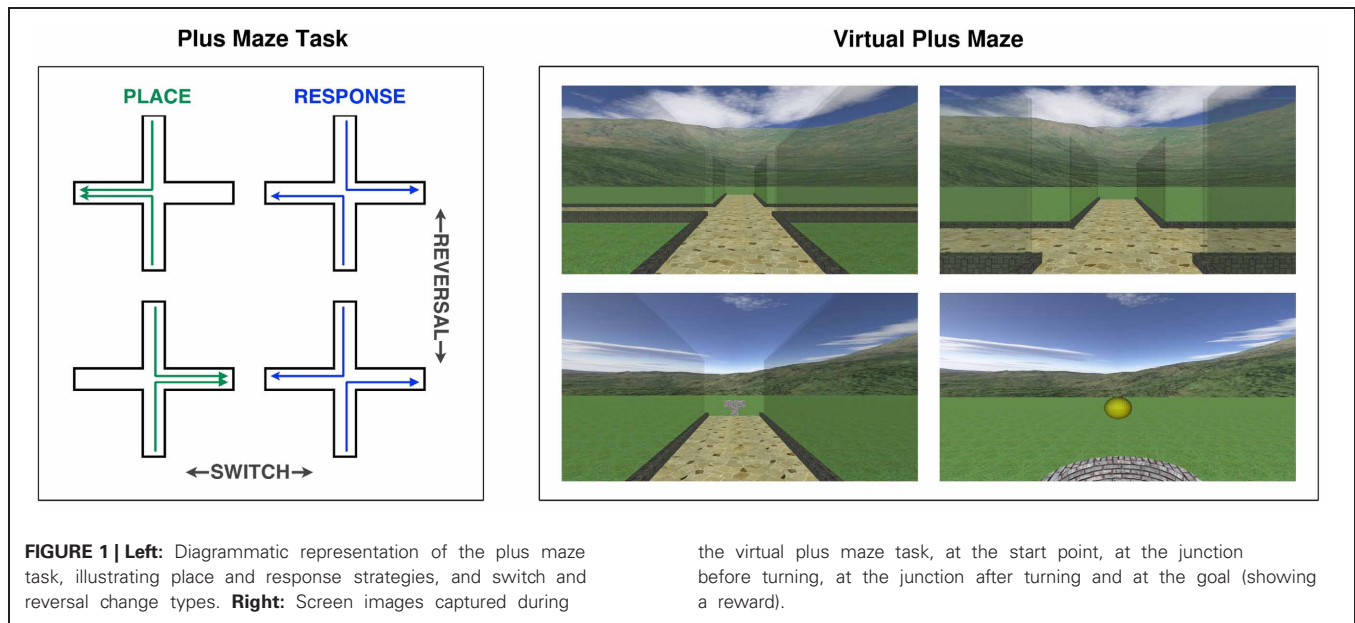 Plus Maze Task
Virtual Plus Maze
PLACE
RESPONSE
←REVERSAL→
←SWITCH→
FIGURE 1 | Left: Diagrammatic representation of the plus maze
task, illustrating place and response strategies, and switch and
reversal change types. Right: Screen images captured during
the virtual plus maze task, at the start point, at the junction
before turning, at the junction after turning and at the goal (showing
a reward).